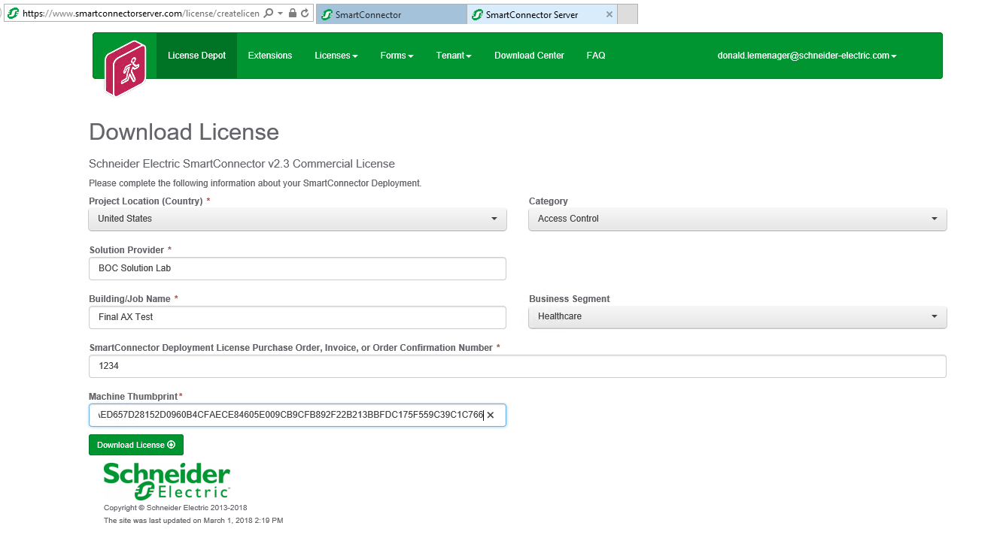 https://www.smartconnectorserver.com/license/createlicen
SmartConnector
SmartConnector Server
License Depot
Extensions
Licenses
Forms
Tenant
Download Center
FAQ
donald.lemenager@schneider-electric.com
Download License
Schneider Electric SmartConnector v2.3 Commercial License
Please complete the following information about your SmartConnector Deployment.
Project Location (Country) *
Category
United States
Access Control
Solution Provider *
BOC Solution Lab
Building/Job Name *
Business Segment
Final AX Test
Healthcare
SmartConnector Deployment License Purchase Order, Invoice, or Order Confirmation Number *
1234
Machine Thumbprint*
ED657D28152D0960B4CFAECE84605E009CB9CFB892F22B213BBFDC175F559C39C1C766
Download License
Schneider
Electric
Copyright © Schneider Electric 2013-2018
The site was last updated on March 1, 2018 2:19 PM